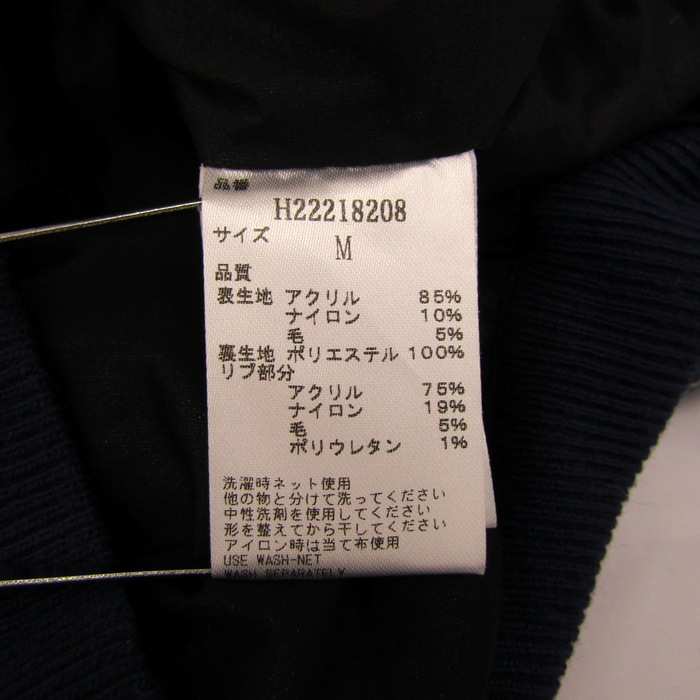 品番
H22218208
サイズ
M
品質
表生地 アクリル 85%
ナイロン 10%
毛 5%
裏生地 ポリエステル 100%
リブ部分
アクリル 75%
ナイロン 19%
毛 5%
ポリウレタン 1%
洗濯時ネット使用
他の物と分けて洗ってください
中性洗剤を使用してください
形を整えてから干してください
アイロン時は当て布使用
USE WASH-NET
WASH SEPARATELY